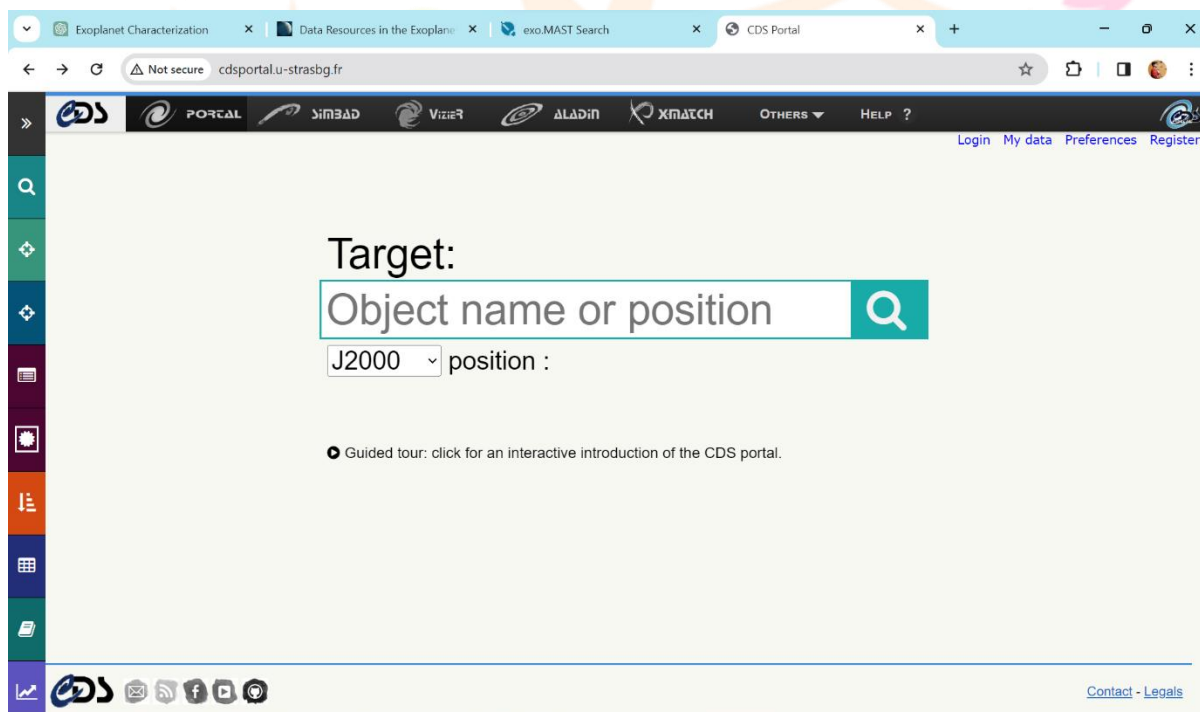 Exoplanet Characterization
Data Resources in the Exoplane
exo.MAST Search
CDS Portal
Not secure cdsportal.u-strasbg.fr
CDS PORTAL SIMBAD VizieR ALADIN XMATCH OTHERS HELP ?
Login My data Preferences Register
Target:
Object name or position
J2000 position :
Guided tour: click for an interactive introduction of the CDS portal.
CDS
Contact - Legals